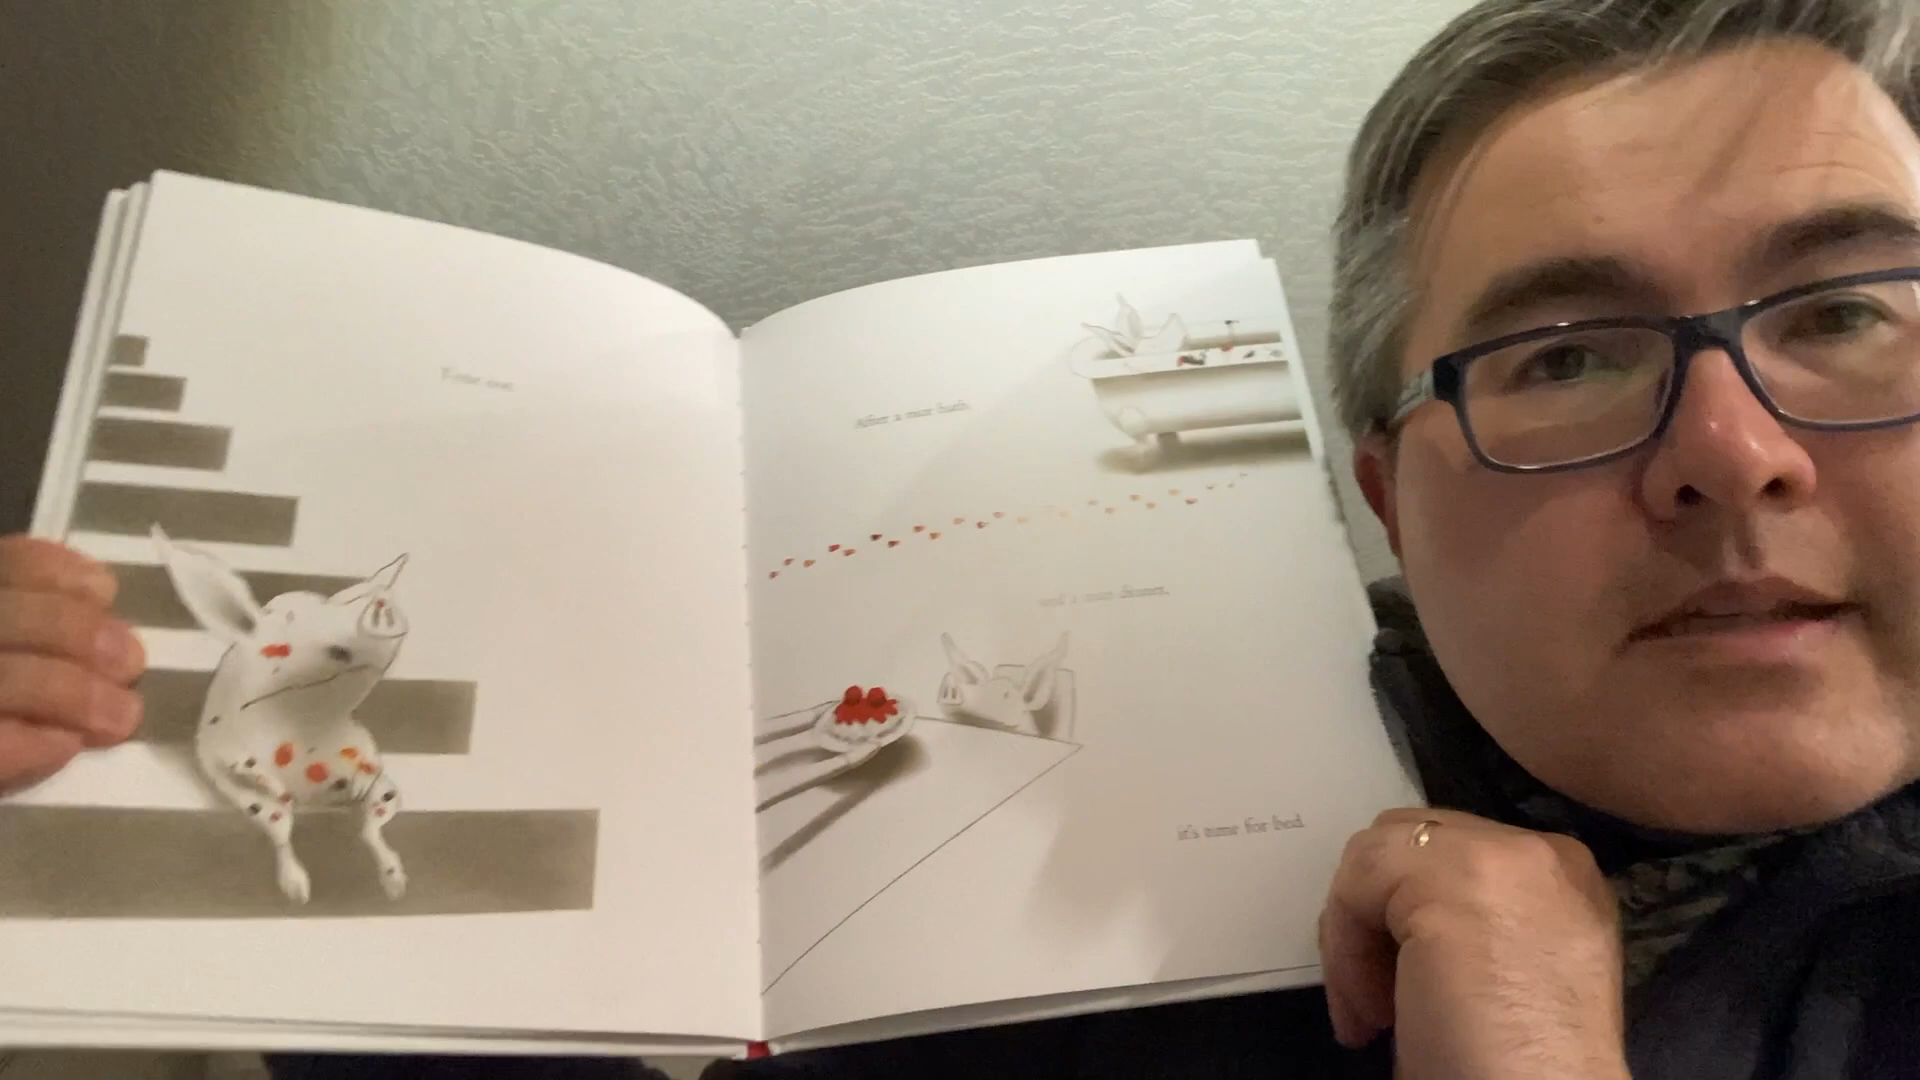 Time out.
After a nice bath,
and a nice dinner,
it's time for bed.